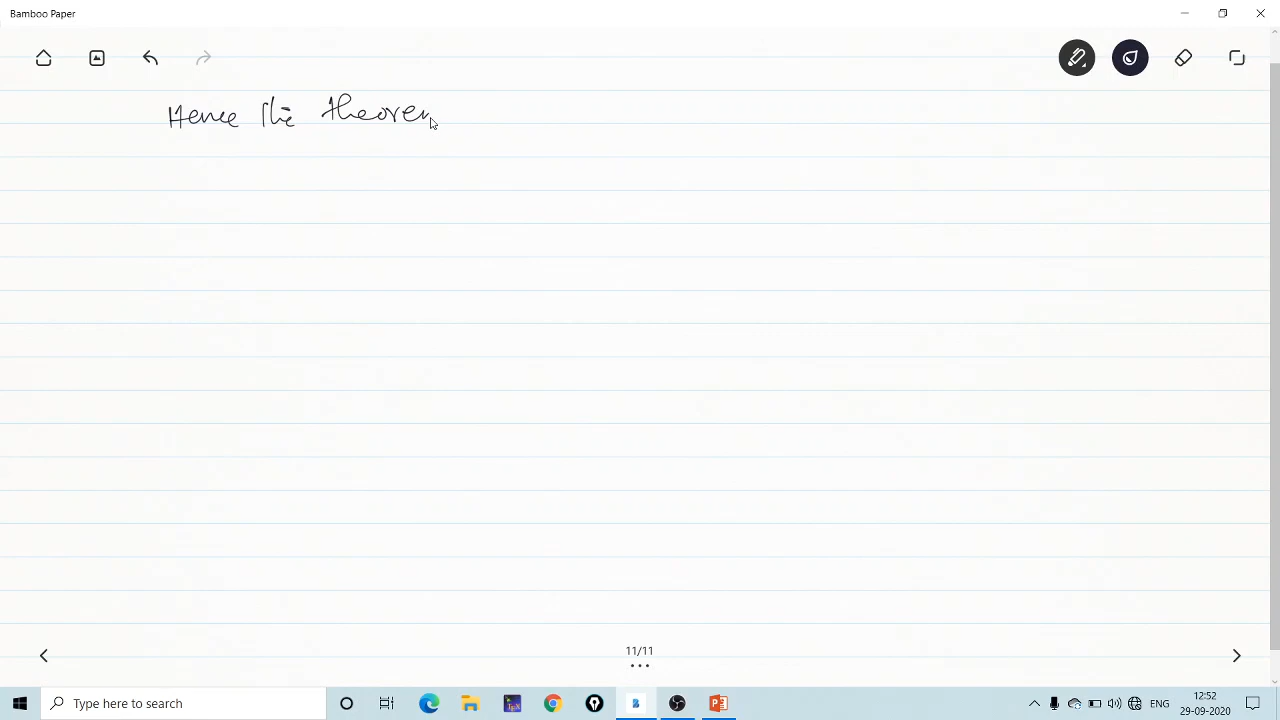 Bamboo Paper
Hence the theorem
11/11
Type here to search
ENG
12:52
29-09-2020